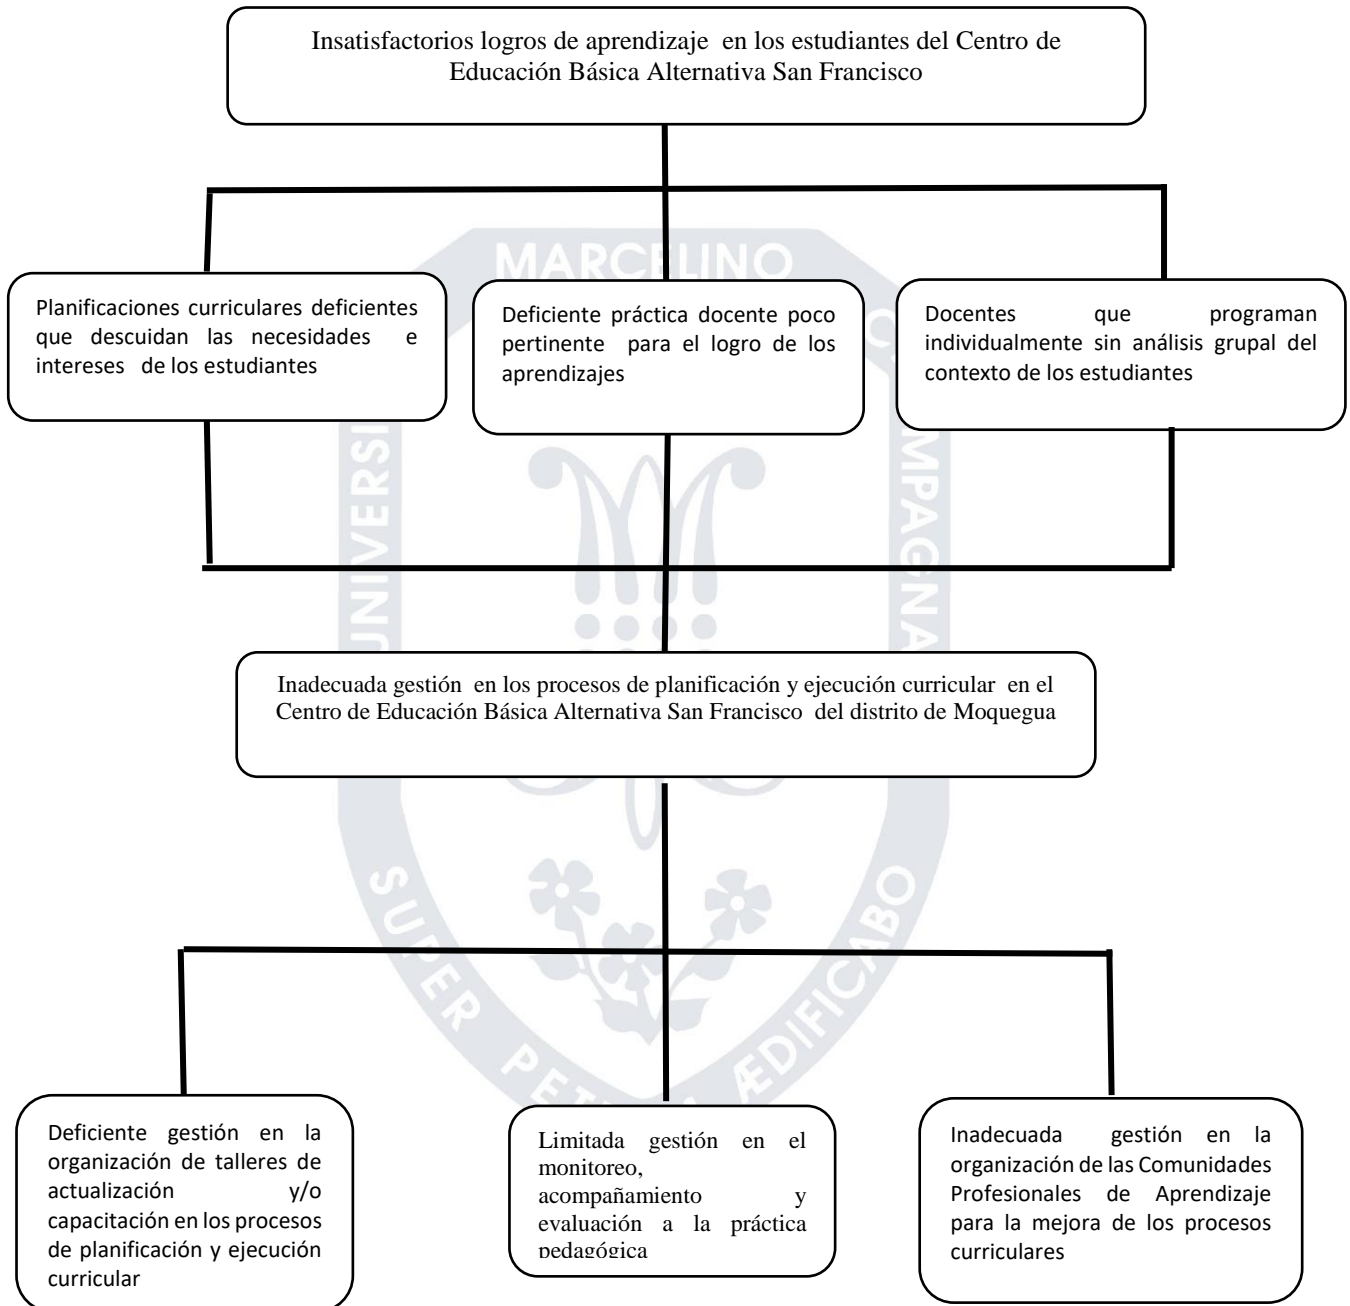 Insatisfactorios logros de aprendizaje en los estudiantes del Centro de
Educación Básica Alternativa San Francisco
MARCELINO
Planificaciones curriculares deficientes
que descuidan las necesidades e
intereses de los estudiantes
Deficiente práctica docente poco
pertinente para el logro de los
aprendizajes
Docentes que programan
individualmente sin análisis grupal del
contexto de los estudiantes
Inadecuada gestión en los procesos de planificación y ejecución curricular en el
Centro de Educación Básica Alternativa San Francisco del distrito de Moquegua
SUPER
ÆDIFICABO
Deficiente gestión en la
organización de talleres de
actualización y/o
capacitación en los procesos
de planificación y ejecución
curricular
Limitada gestión en el
monitoreo,
acompañamiento y
evaluación a la práctica
pedagógica
Inadecuada gestión en la
organización de las Comunidades
Profesionales de Aprendizaje
para la mejora de los procesos
curriculares